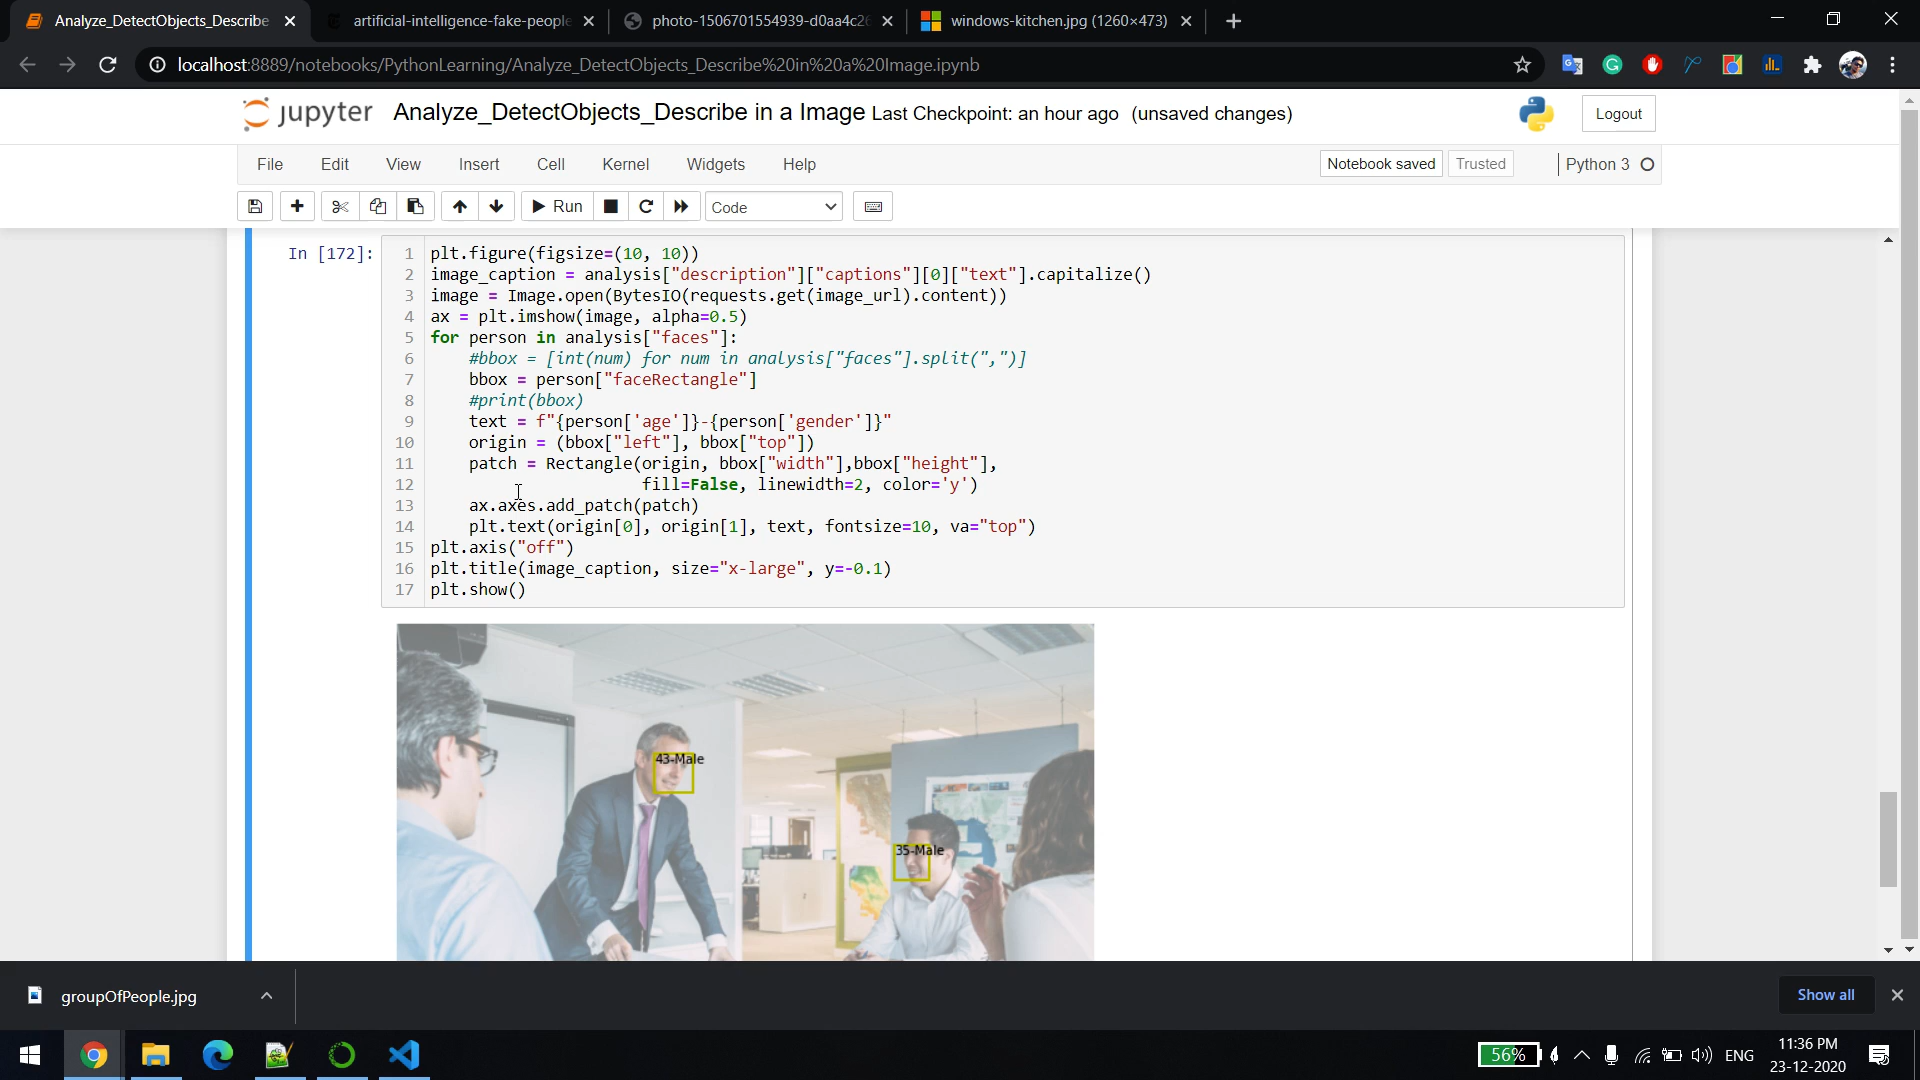 Analyze_DetectObjects_Describe
artificial-intelligence-fake-people
photo-1506701554939-d0aa4c2
windows-kitchen.jpg (1260×473)
localhost:8889/notebooks/PythonLearning/Analyze_DetectObjects_Describe%20in%20a%20Image.ipynb
jupyter Analyze_DetectObjects_Describe in a Image Last Checkpoint: an hour ago (unsaved changes)
Logout
File Edit View Insert Cell Kernel Widgets Help
Notebook saved Trusted Python 3
Run Code
In [172]:
1 plt.figure(figsize=(10, 10))
2 image_caption = analysis["description"]["captions"][0]["text"].capitalize()
3 image = Image.open(BytesIO(requests.get(image_url).content))
4 ax = plt.imshow(image, alpha=0.5)
5 for person in analysis["faces"]:
6 #bbox = [int(num) for num in analysis["faces"].split(",")]
7 bbox = person["faceRectangle"]
8 #print(bbox)
9 text = f"{person['age']}-{person['gender']}"
10 origin = (bbox["left"], bbox["top"])
11 patch = Rectangle(origin, bbox["width"],bbox["height"],
12 fill=False, linewidth=2, color='y')
13 ax.axes.add_patch(patch)
14 plt.text(origin[0], origin[1], text, fontsize=10, va="top")
15 plt.axis("off")
16 plt.title(image_caption, size="x-large", y=-0.1)
17 plt.show()
43-Male
35-Male
groupOfPeople.jpg
Show all
56%
ENG
11:36 PM
23-12-2020